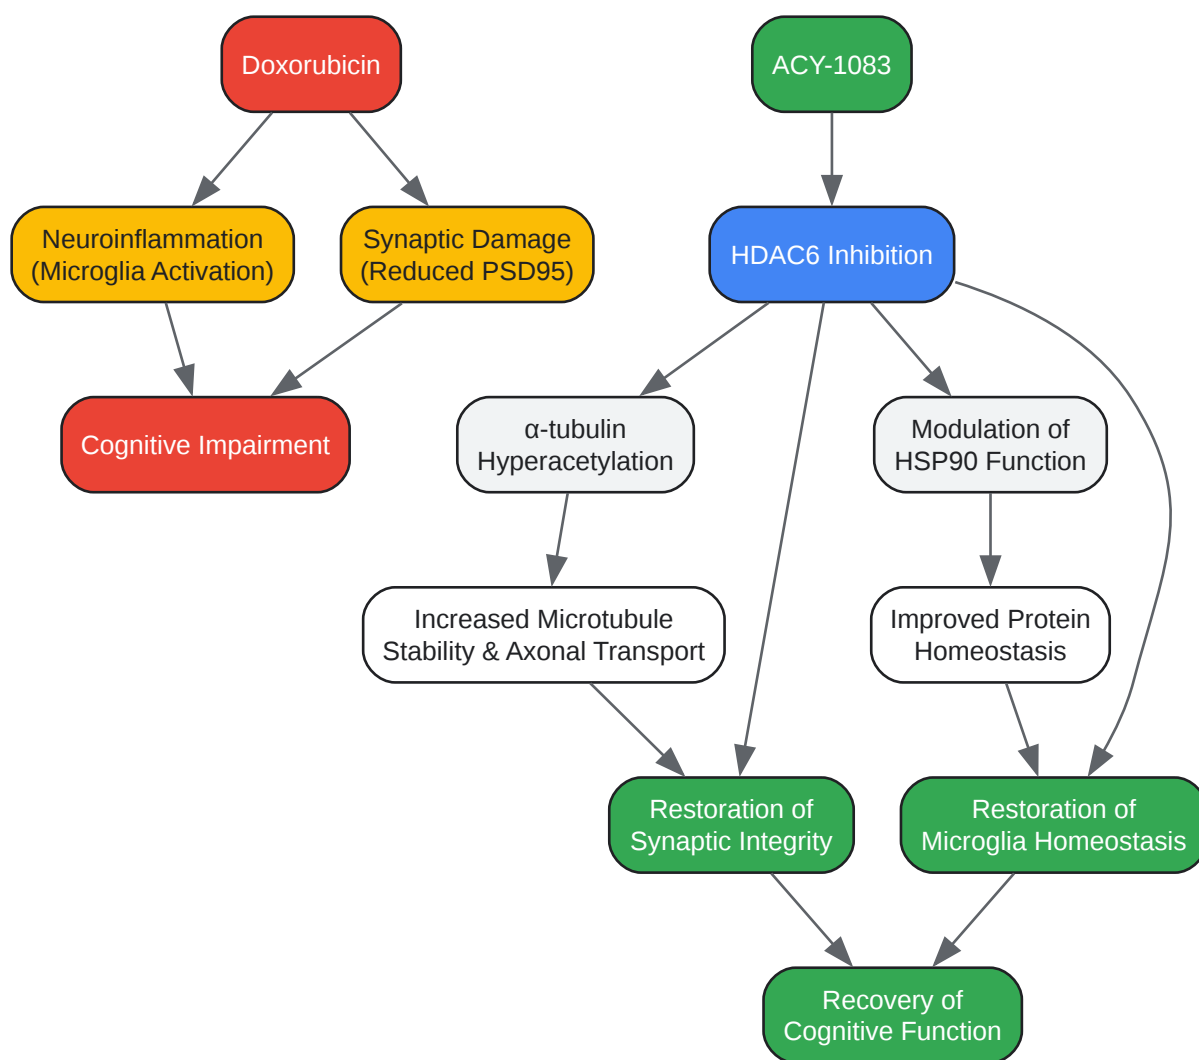 Doxorubicin
ACY-1083
Neuroinflammation
(Microglia Activation)
Synaptic Damage
(Reduced PSD95)
HDAC6 Inhibition
Cognitive Impairment
α-tubulin
Hyperacetylation
Modulation of
HSP90 Function
Increased Microtubule
Stability & Axonal Transport
Improved Protein
Homeostasis
Restoration of
Synaptic Integrity
Restoration of
Microglia Homeostasis
Recovery of
Cognitive Function